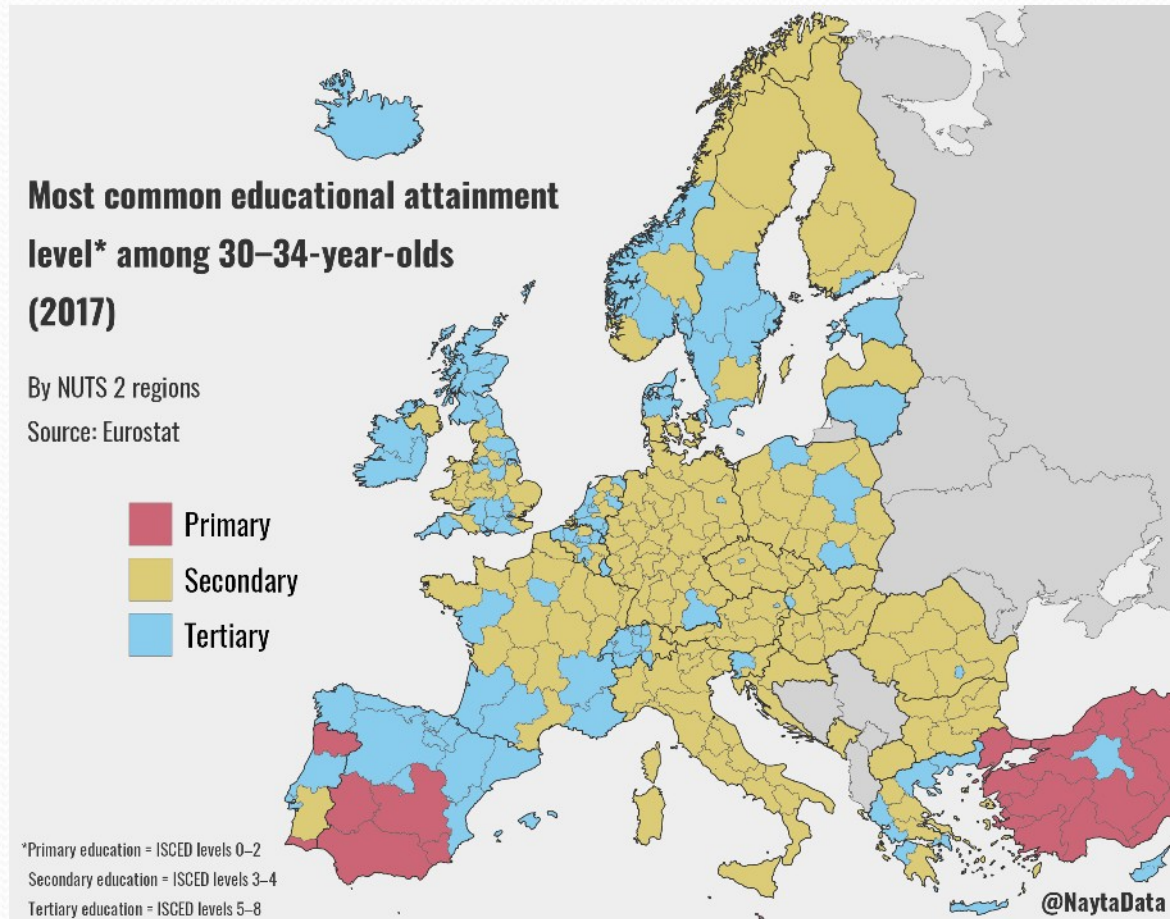 Most common educational attainment
level* among 30–34-year-olds
(2017)
By NUTS 2 regions
Source: Eurostat
Primary
Secondary
Tertiary
*Primary education = ISCED levels 0–2
Secondary education = ISCED levels 3–4
Tertiary education = ISCED levels 5–8
@NaytaData